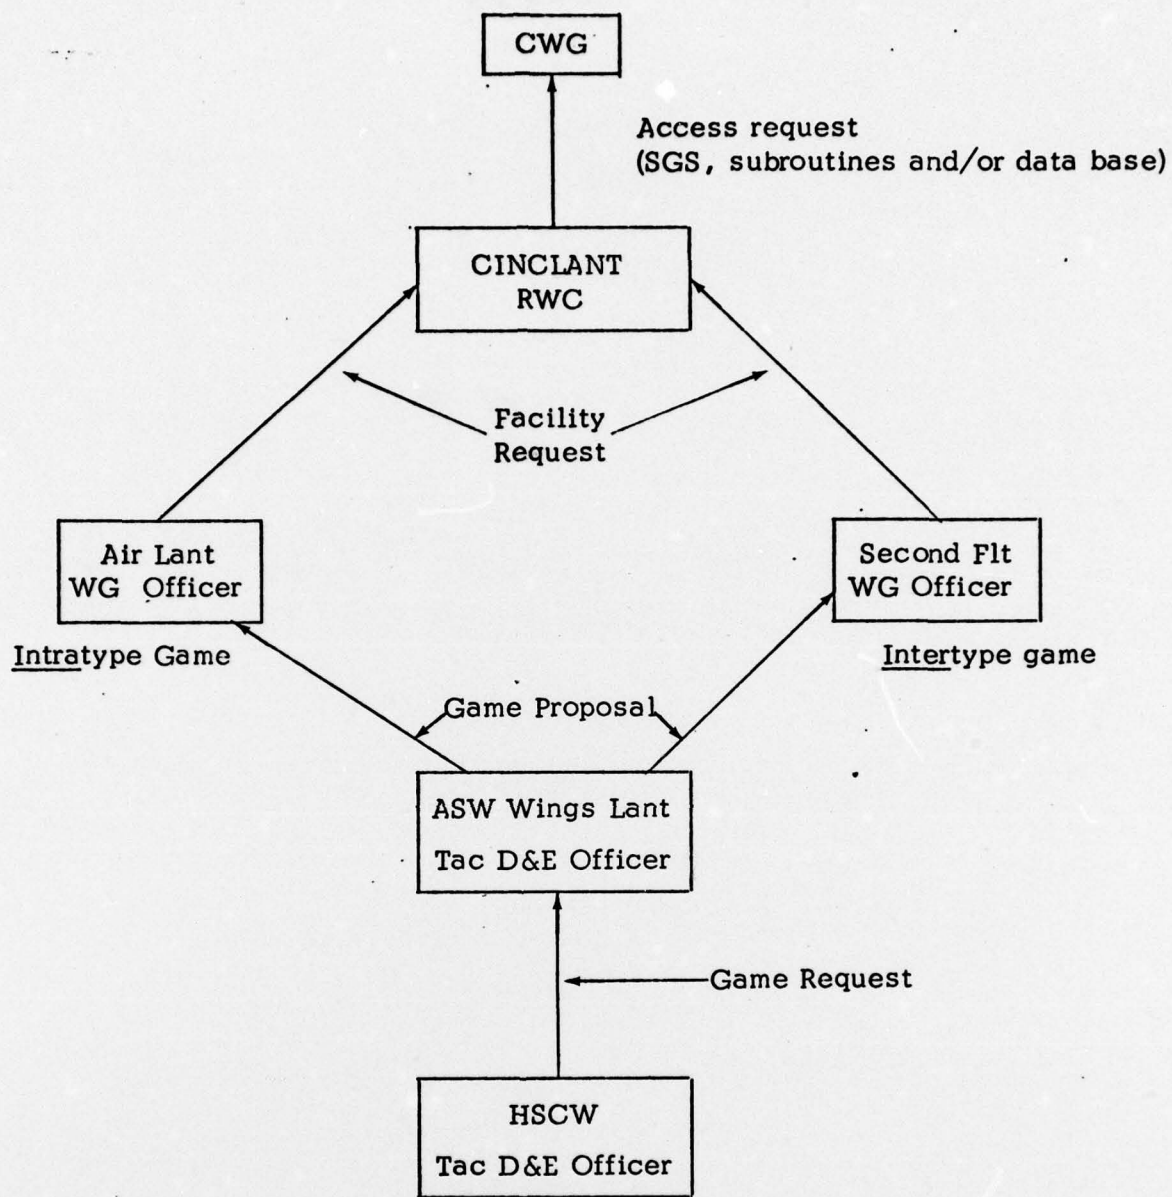 CWG
Access request
(SGS, subroutines and/or data base)
CINCLANT
RWC
Facility
Request
Air Lant
WG Officer
Second Flt
WG Officer
Intratype Game
Intertype game
Game Proposal
ASW Wings Lant
Tac D&E Officer
Game Request
HSCW
Tac D&E Officer